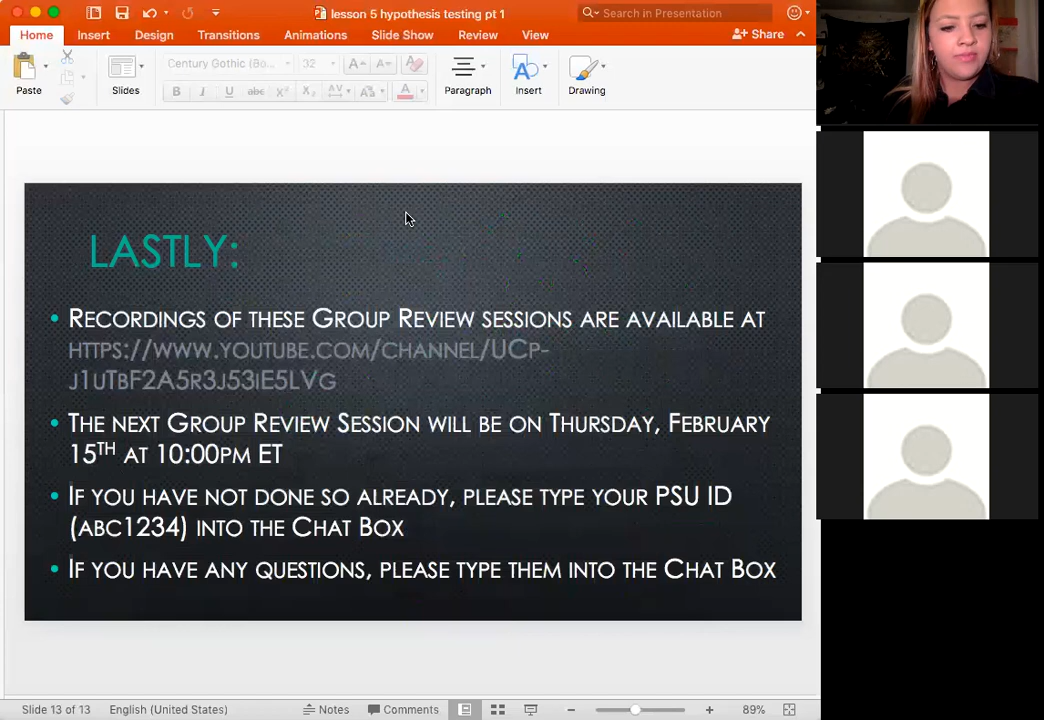 lesson 5 hypothesis testing pt 1
Search in Presentation
Home Insert Design Transitions Animations Slide Show Review View
Share
Paste
Slides
Century Gothic (Bo...
32
Paragraph
Insert
Drawing
LASTLY:
RECORDINGS OF THESE GROUP REVIEW SESSIONS ARE AVAILABLE AT
HTTPS://WWW.YOUTUBE.COM/CHANNEL/UCP-
J1UTBF2A5R3J53IE5LVG
THE NEXT GROUP REVIEW SESSION WILL BE ON THURSDAY, FEBRUARY
15TH AT 10:00PM ET
IF YOU HAVE NOT DONE SO ALREADY, PLEASE TYPE YOUR PSU ID
(ABC1234) INTO THE CHAT BOX
IF YOU HAVE ANY QUESTIONS, PLEASE TYPE THEM INTO THE CHAT BOX
Slide 13 of 13 English (United States) Notes Comments 89%